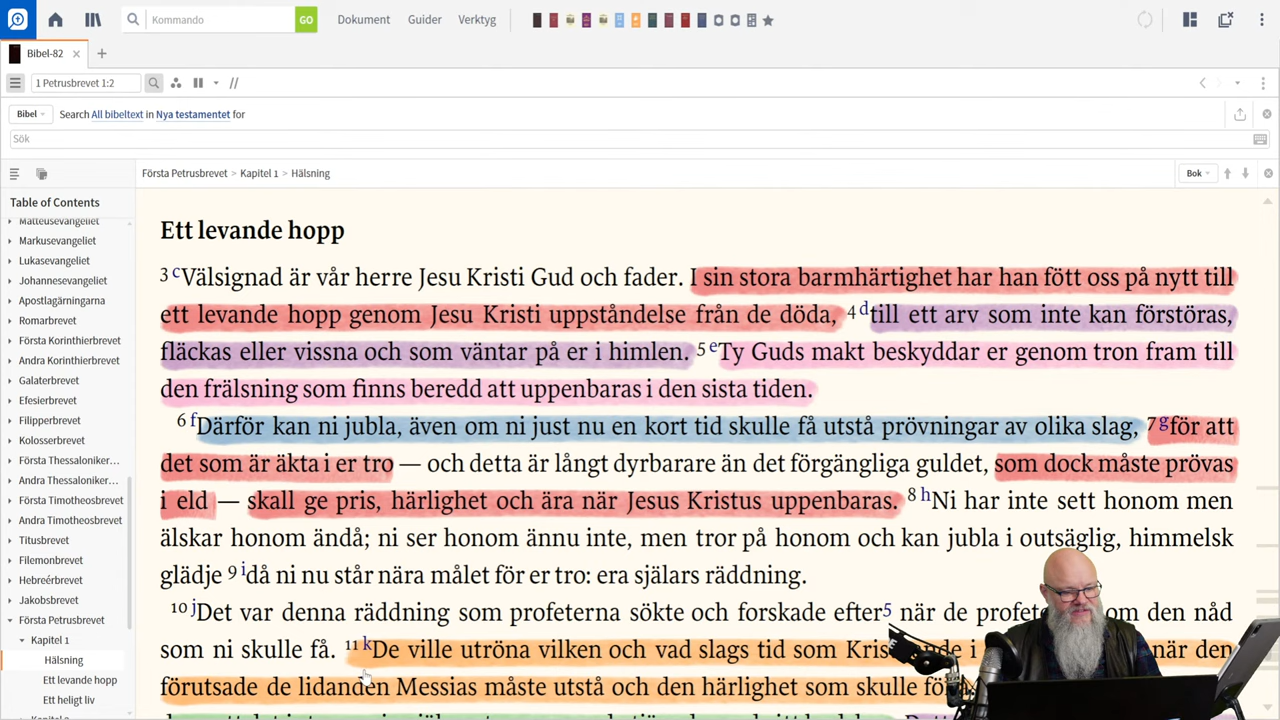 Kommando
GO
Dokument
Guider
Verktyg
Bibel-82
1 Petrusbrevet 1:2
Bibel
Search All bibeltext in Nya testamentet for
Sök
Första Petrusbrevet > Kapitel 1 > Hälsning
Bok
Table of Contents
Matteusevangeliet
Markusevangeliet
Lukasevangeliet
Johannesevangeliet
Apostlagärningarna
Romarbrevet
Första Korinthierbrevet
Andra Korinthierbrevet
Galaterbrevet
Efesierbrevet
Filipperbrevet
Kolosserbrevet
Första Thessaloniker...
Andra Thessaloniker...
Första Timotheosbrevet
Andra Timotheosbrevet
Titusbrevet
Filemonbrevet
Hebreérbrevet
Jakobsbrevet
Första Petrusbrevet
Kapitel 1
Hälsning
Ett levande hopp
Ett heligt liv
Ett levande hopp
3 cVälsignad är vår herre Jesu Kristi Gud och fader. I sin stora barmhärtighet har han fött oss på nytt till
ett levande hopp genom Jesu Kristi uppståndelse från de döda, 4 dtill ett arv som inte kan förstöras,
fläckas eller vissna och som väntar på er i himlen. 5 eTy Guds makt beskyddar er genom tron fram till
den frälsning som finns beredd att uppenbaras i den sista tiden.
6 fDärför kan ni jubla, även om ni just nu en kort tid skulle få utstå prövningar av olika slag, 7 gför att
det som är äkta i er tro — och detta är långt dyrbarare än det förgängliga guldet, som dock måste prövas
i eld — skall ge pris, härlighet och ära när Jesus Kristus uppenbaras. 8 hNi har inte sett honom men
älskar honom ändå; ni ser honom ännu inte, men tror på honom och kan jubla i outsäglig, himmelsk
glädje 9 idå ni nu står nära målet för er tro: era själars räddning.
10 jDet var denna räddning som profeterna sökte och forskade efter5 när de profete om den nåd
som ni skulle få. 11 kDe ville utröna vilken och vad slags tid som Kris nde i när den
förutsade de lidanden Messias måste utstå och den härlighet som skulle